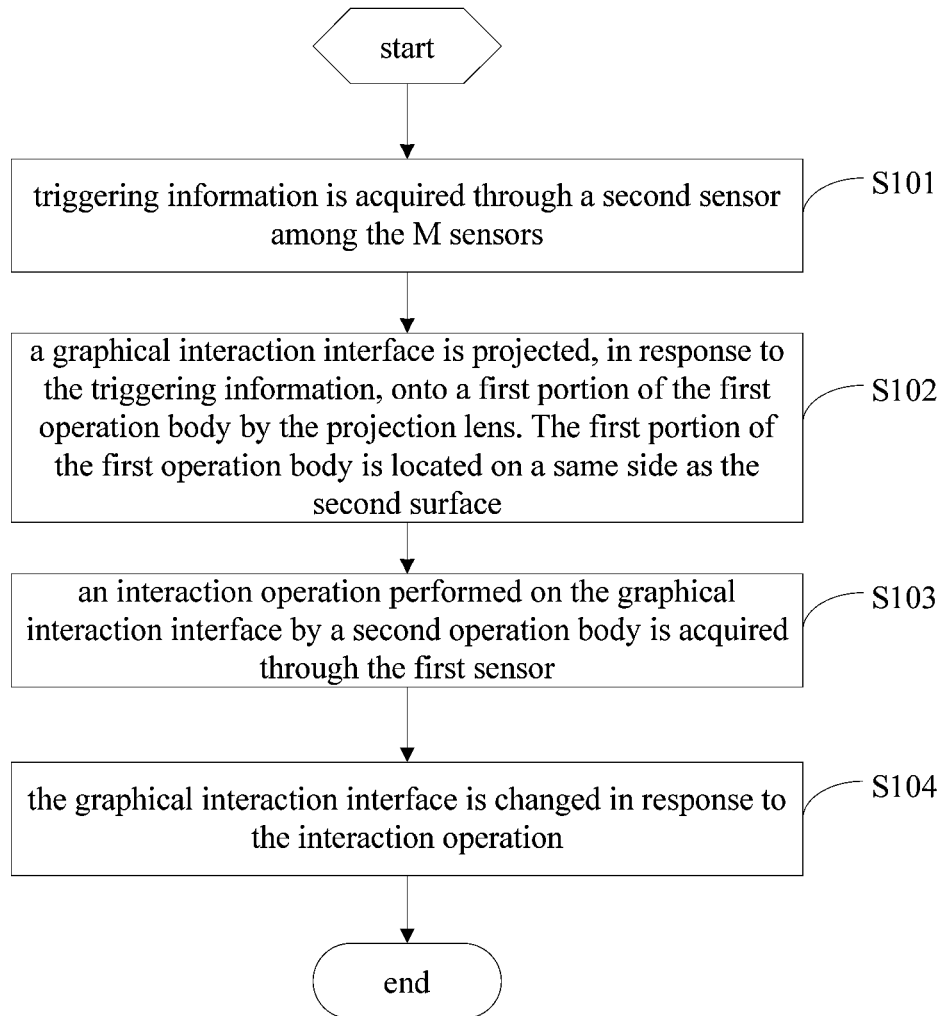 start
triggering information is acquired through a second sensor
among the M sensors
S101
a graphical interaction interface is projected, in response to
the triggering information, onto a first portion of the first
operation body by the projection lens. The first portion of
the first operation body is located on a same side as the
second surface
S102
an interaction operation performed on the graphical
interaction interface by a second operation body is acquired
through the first sensor
S103
the graphical interaction interface is changed in response to
the interaction operation
S104
end